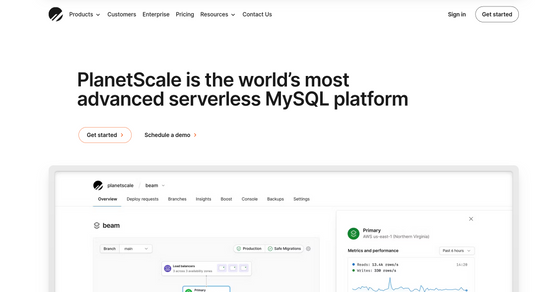 Products Customers Enterprise Pricing Resources Contact Us Sign in Get started
PlanetScale is the world's most
advanced serverless MySQL platform
Get started Schedule a demo
planetscale beam
Overview Deploy requests Branches Insights Boost Console Backups Settings
beam
Primary
AWS us-east-1 (Northern Virginia)
Branch main Production Safe Migrations
Metrics and performance Past 6 hours
Load balancers
Reads: 13.4k rows/s 14:28
Writes: 330 rows/s
Primary